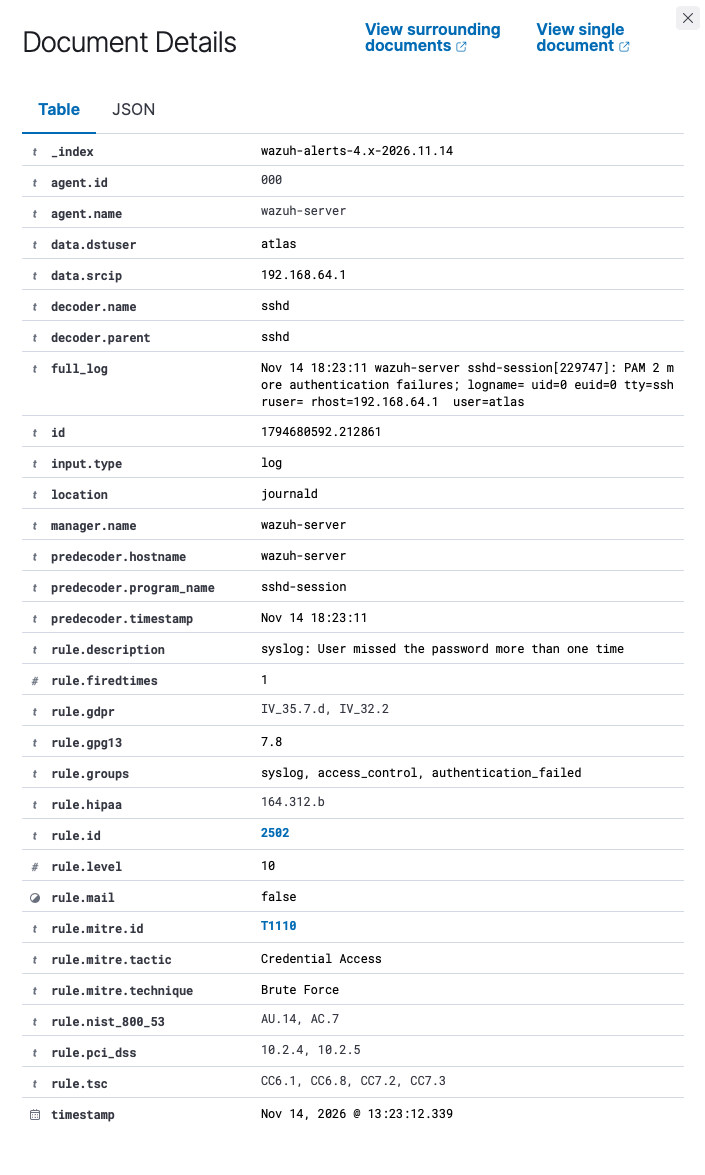 Document Details
View surrounding
documents
View single
document
Table JSON
t _index wazuh-alerts-4.x-2026.11.14
t agent.id 000
t agent.name wazuh-server
t data.dstuser atlas
t data.srcip 192.168.64.1
t decoder.name sshd
t decoder.parent sshd
t full_log Nov 14 18:23:11 wazuh-server sshd-session[229747]: PAM 2 m
ore authentication failures; logname= uid=0 euid=0 tty=ssh
ruser= rhost=192.168.64.1  user=atlas
t id 1794680592.212861
t input.type log
t location journald
t manager.name wazuh-server
t predecoder.hostname wazuh-server
t predecoder.program_name sshd-session
t predecoder.timestamp Nov 14 18:23:11
t rule.description syslog: User missed the password more than one time
# rule.firedtimes 1
t rule.gdpr IV_35.7.d, IV_32.2
t rule.gpg13 7.8
t rule.groups syslog, access_control, authentication_failed
t rule.hipaa 164.312.b
t rule.id 2502
# rule.level 10
rule.mail false
t rule.mitre.id T1110
t rule.mitre.tactic Credential Access
t rule.mitre.technique Brute Force
t rule.nist_800_53 AU.14, AC.7
t rule.pci_dss 10.2.4, 10.2.5
t rule.tsc CC6.1, CC6.8, CC7.2, CC7.3
timestamp Nov 14, 2026 @ 13:23:12.339